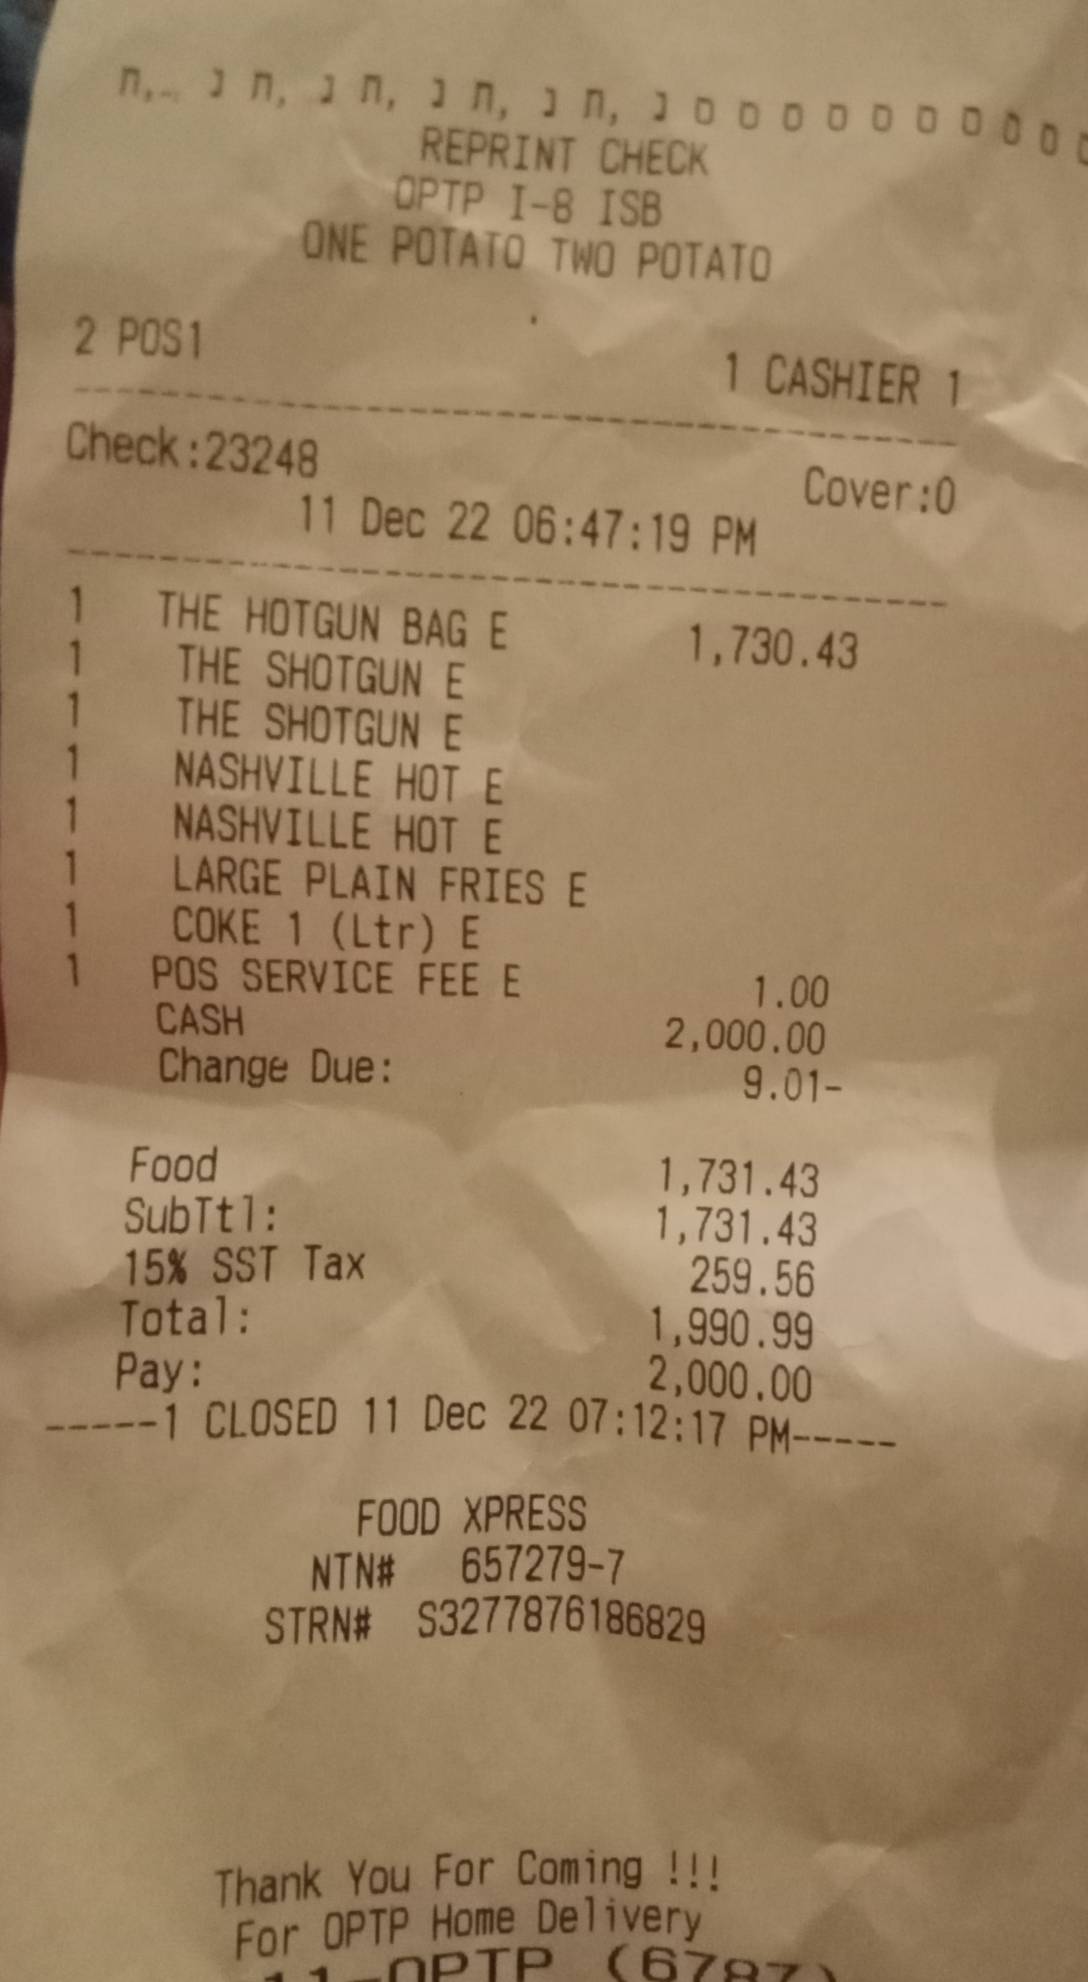 REPRINT CHECK
OPTP I-8 ISB
ONE POTATO TWO POTATO
2 POS1 1 CASHIER 1
Check:23248 Cover:0
11 Dec 22 06:47:19 PM
1 THE HOTGUN BAG E 1,730.43
1 THE SHOTGUN E
1 THE SHOTGUN E
1 NASHVILLE HOT E
1 NASHVILLE HOT E
1 LARGE PLAIN FRIES E
1 COKE 1 (Ltr) E
1 POS SERVICE FEE E 1.00
CASH 2,000.00
Change Due: 9.01-
Food 1,731.43
SubTtl: 1,731.43
15% SST Tax 259.56
Total: 1,990.99
Pay: 2,000.00
-----1 CLOSED 11 Dec 22 07:12:17 PM-----
FOOD XPRESS
NTN# 657279-7
STRN# S3277876186829
Thank You For Coming !!!
For OPTP Home Delivery
11-OPTP (6787)